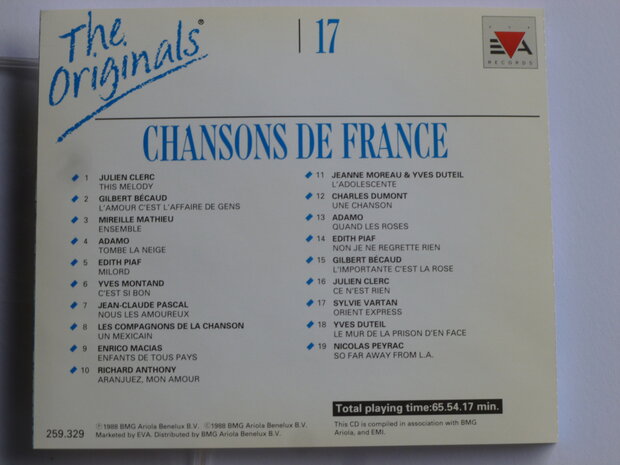 The Originals®
17
EVA
RECORDS
CHANSONS DE FRANCE
1 JULIEN CLERC
THIS MELODY
2 GILBERT BÉCAUD
L'AMOUR C'EST L'AFFAIRE DE GENS
3 MIREILLE MATHIEU
ENSEMBLE
4 ADAMO
TOMBE LA NEIGE
5 EDITH PIAF
MILORD
6 YVES MONTAND
C'EST SI BON
7 JEAN-CLAUDE PASCAL
NOUS LES AMOUREUX
8 LES COMPAGNONS DE LA CHANSON
UN MEXICAIN
9 ENRICO MACIAS
ENFANTS DE TOUS PAYS
10 RICHARD ANTHONY
ARANJUEZ, MON AMOUR
11 JEANNE MOREAU & YVES DUTEIL
L'ADOLESCENTE
12 CHARLES DUMONT
UNE CHANSON
13 ADAMO
QUAND LES ROSES
14 EDITH PIAF
NON JE NE REGRETTE RIEN
15 GILBERT BÉCAUD
L'IMPORTANTE C'EST LA ROSE
16 JULIEN CLERC
CE N'EST RIEN
17 SYLVIE VARTAN
ORIENT EXPRESS
18 YVES DUTEIL
LE MUR DE LA PRISON D'EN FACE
19 NICOLAS PEYRAC
SO FAR AWAY FROM L.A.
Total playing time:65.54.17 min.
259.329
℗1988 BMG Ariola Benelux B.V. ©1988 BMG Ariola Benelux B.V.
Marketed by EVA. Distributed by BMG Ariola Benelux B.V.
This CD is compiled in association with BMG
Ariola, and EMI.